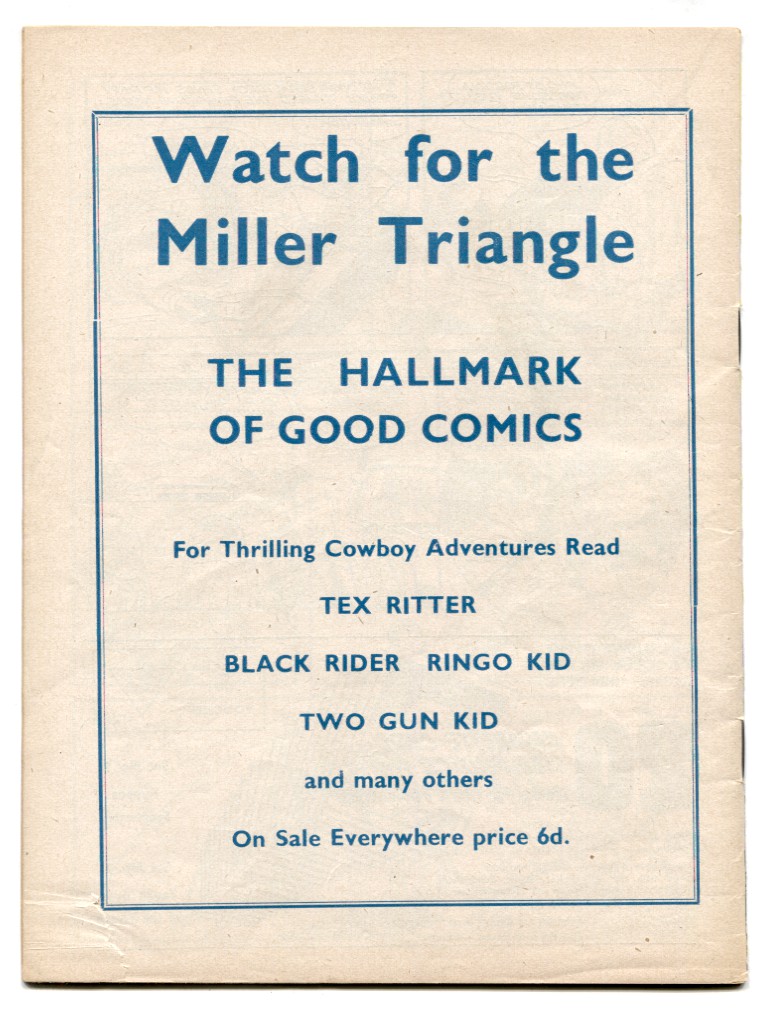 Watch for the
Miller Triangle
THE HALLMARK
OF GOOD COMICS
For Thrilling Cowboy Adventures Read
TEX RITTER
BLACK RIDER RINGO KID
TWO GUN KID
and many others
On Sale Everywhere price 6d.